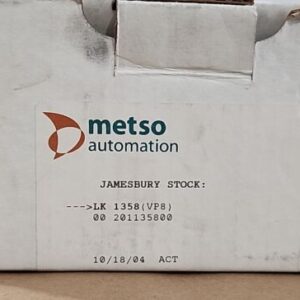 metso
automation
JAMESBURY STOCK:
--->LK 1358(VP8)
00 201135800
10/18/04 ACT